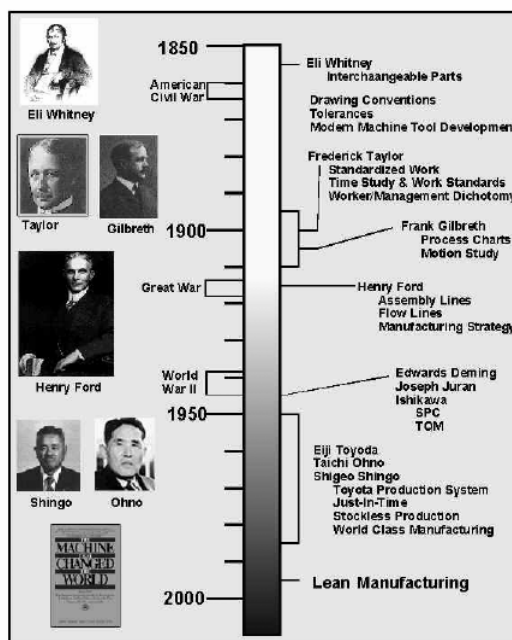 1850
Eli Whitney
Interchaangeable Parts
American
Civil War
Eli Whitney
Drawing Conventions
Tolerances
Modern Machine Tool Development
Frederick Taylor
Standardized Work
Time Study & Work Standards
Worker/Management Dichotomy
Taylor
Gilbreth
1900
Frank Gilbreth
Process Charts
Motion Study
Great War
Henry Ford
Assembly Lines
Flow Lines
Manufacturing Strategy
Henry Ford
World
War II
Edwards Deming
Joseph Juran
Ishikawa
SPC
TQM
1950
Eiji Toyoda
Taichi Ohno
Shigeo Shingo
Toyota Production System
Just-In-Time
Stockless Production
World Class Manufacturing
Shingo
Ohno
MACHINE
CHANGED
WORLD
Lean Manufacturing
2000